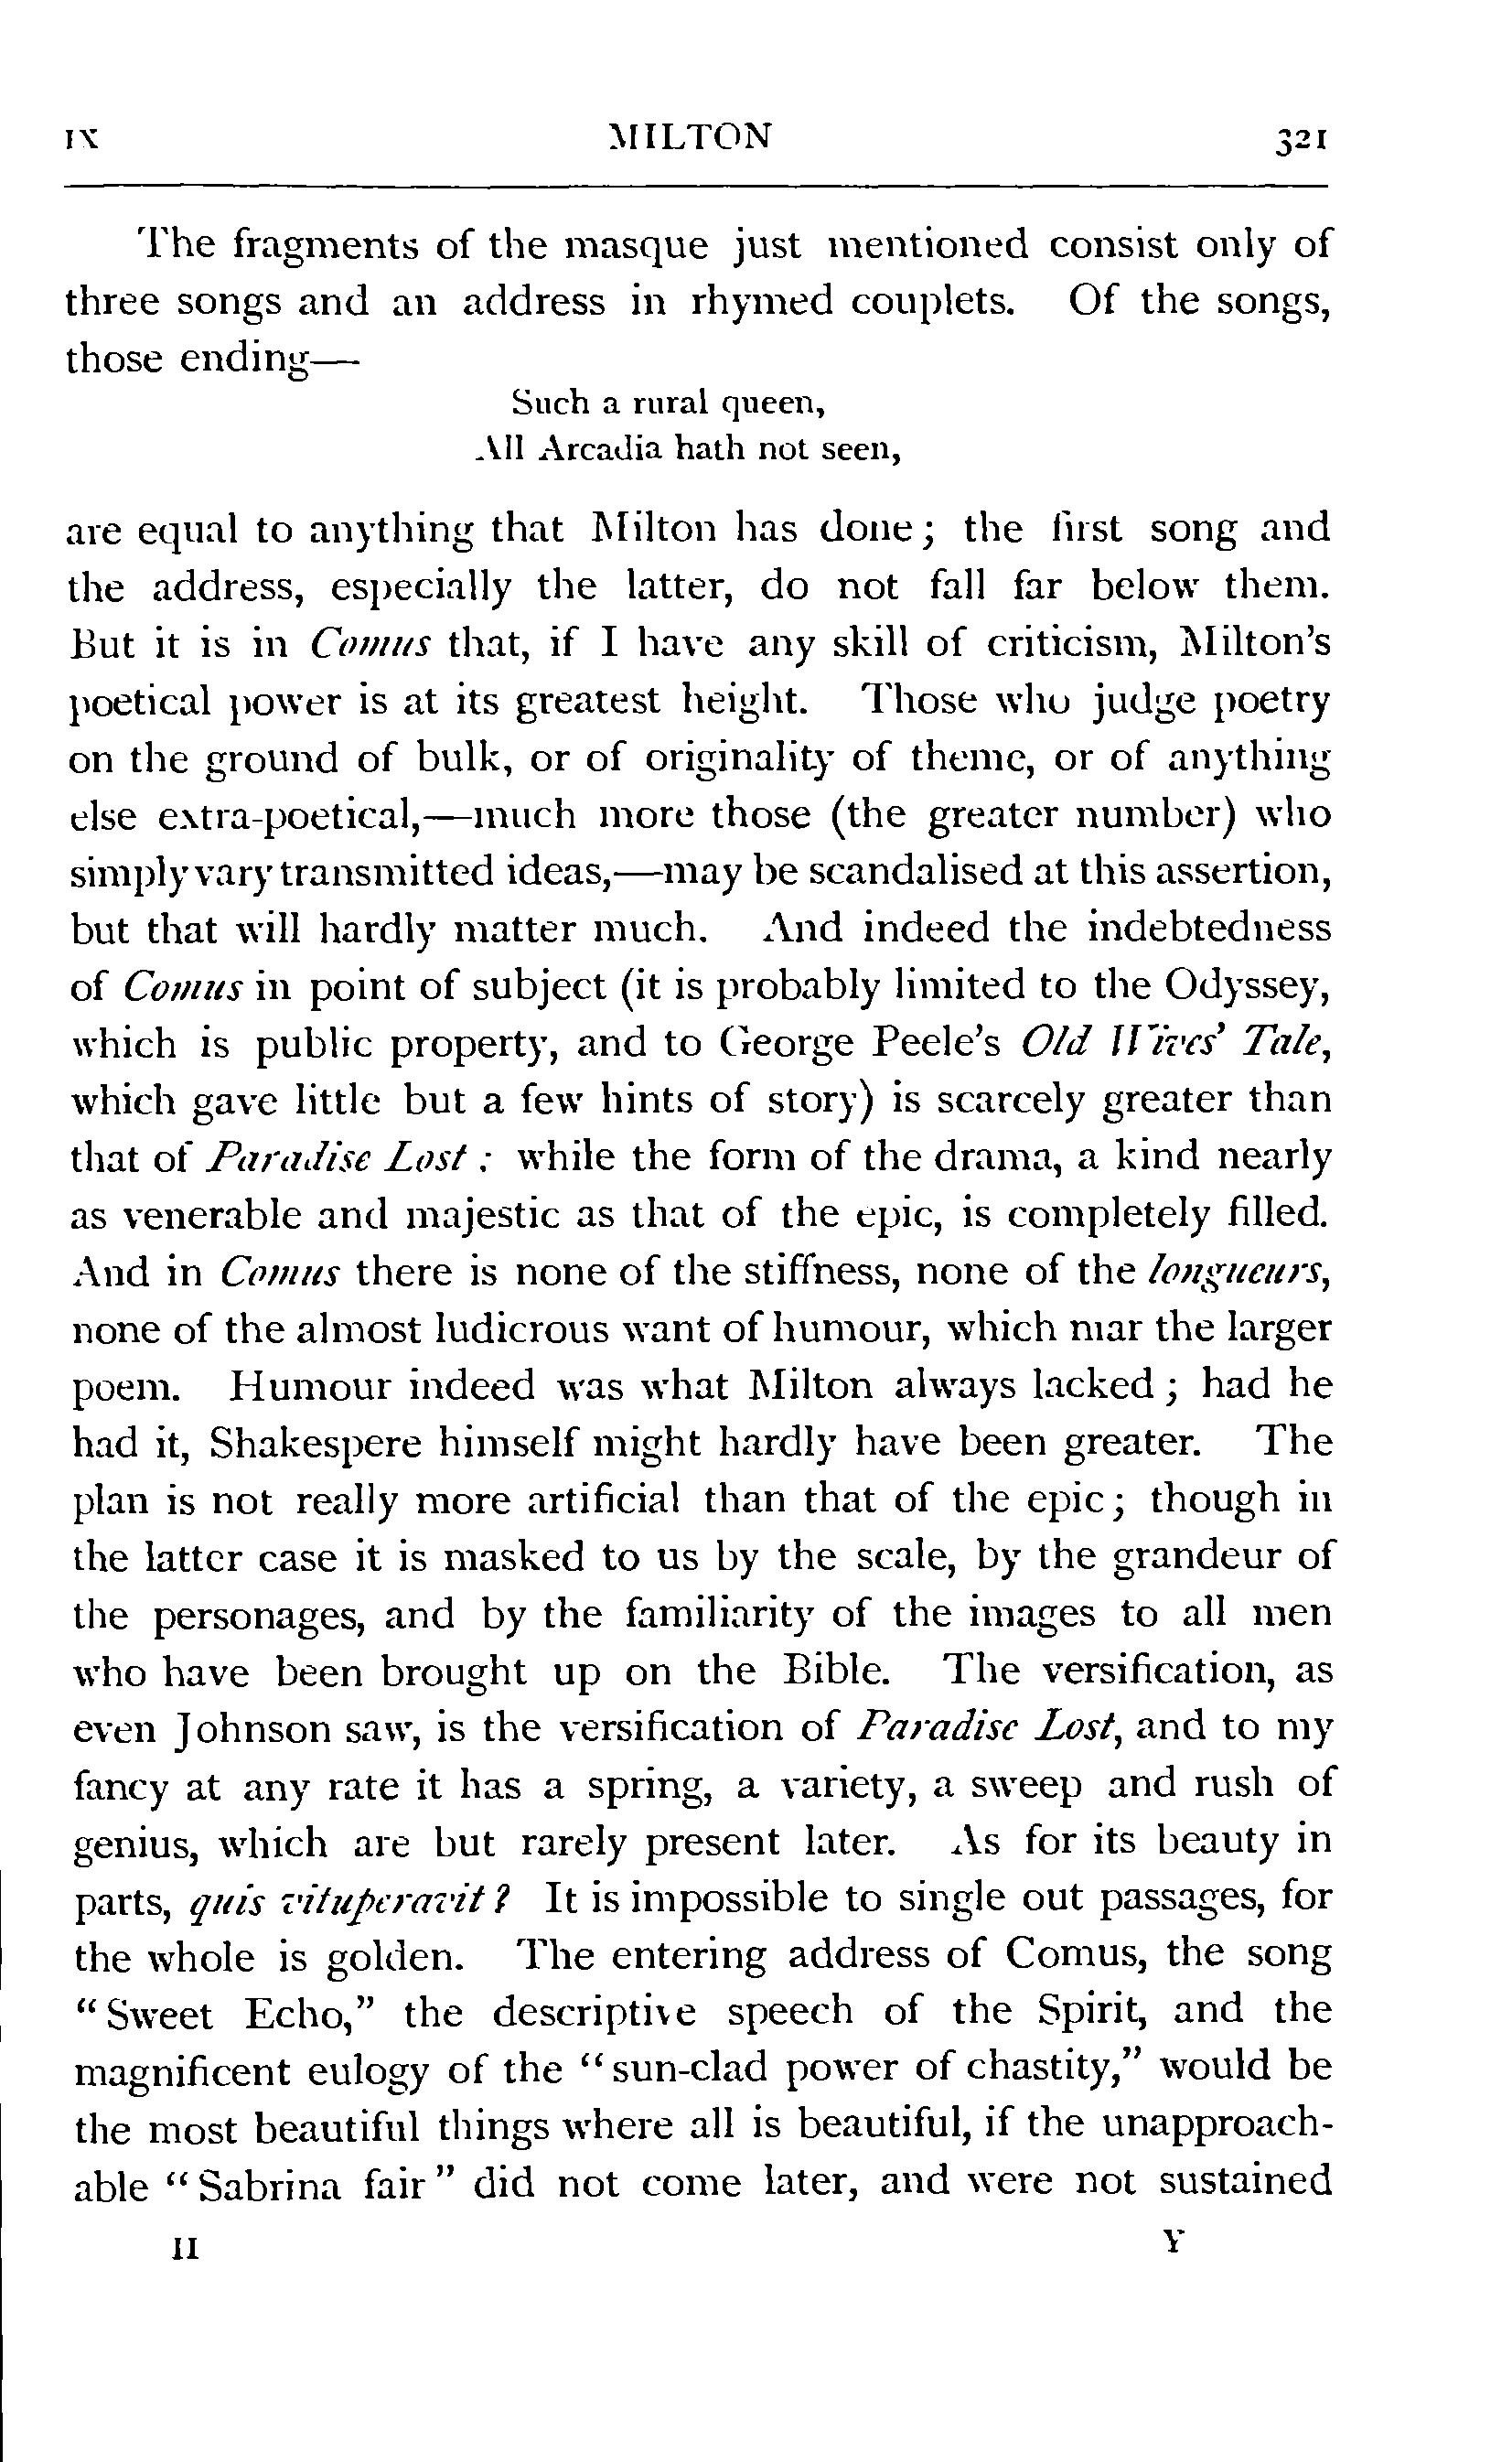 IX MILTON 321
The fragments of the masque just mentioned consist only of
three songs and an address in rhymed couplets. Of the songs,
those ending—
Such a rural queen,
All Arcadia hath not seen,
are equal to anything that Milton has done; the first song and
the address, especially the latter, do not fall far below them.
But it is in Comus that, if I have any skill of criticism, Milton's
poetical power is at its greatest height. Those who judge poetry
on the ground of bulk, or of originality of theme, or of anything
else extra-poetical,—much more those (the greater number) who
simply vary transmitted ideas,—may be scandalised at this assertion,
but that will hardly matter much. And indeed the indebtedness
of Comus in point of subject (it is probably limited to the Odyssey,
which is public property, and to George Peele's Old Wives' Tale,
which gave little but a few hints of story) is scarcely greater than
that of Paradise Lost; while the form of the drama, a kind nearly
as venerable and majestic as that of the epic, is completely filled.
And in Comus there is none of the stiffness, none of the longueurs,
none of the almost ludicrous want of humour, which mar the larger
poem. Humour indeed was what Milton always lacked; had he
had it, Shakespere himself might hardly have been greater. The
plan is not really more artificial than that of the epic; though in
the latter case it is masked to us by the scale, by the grandeur of
the personages, and by the familiarity of the images to all men
who have been brought up on the Bible. The versification, as
even Johnson saw, is the versification of Paradise Lost, and to my
fancy at any rate it has a spring, a variety, a sweep and rush of
genius, which are but rarely present later. As for its beauty in
parts, quis vituperavit? It is impossible to single out passages, for
the whole is golden. The entering address of Comus, the song
"Sweet Echo," the descriptive speech of the Spirit, and the
magnificent eulogy of the "sun-clad power of chastity," would be
the most beautiful things where all is beautiful, if the unapproach-
able "Sabrina fair" did not come later, and were not sustained
II Y